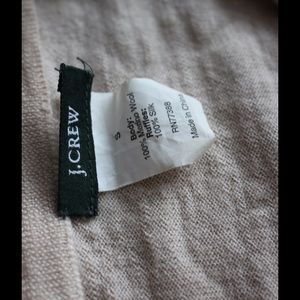 J.CREW
S
Body:
100% Merino Wool
Ruffles:
100% Silk
RN77388
Made in China